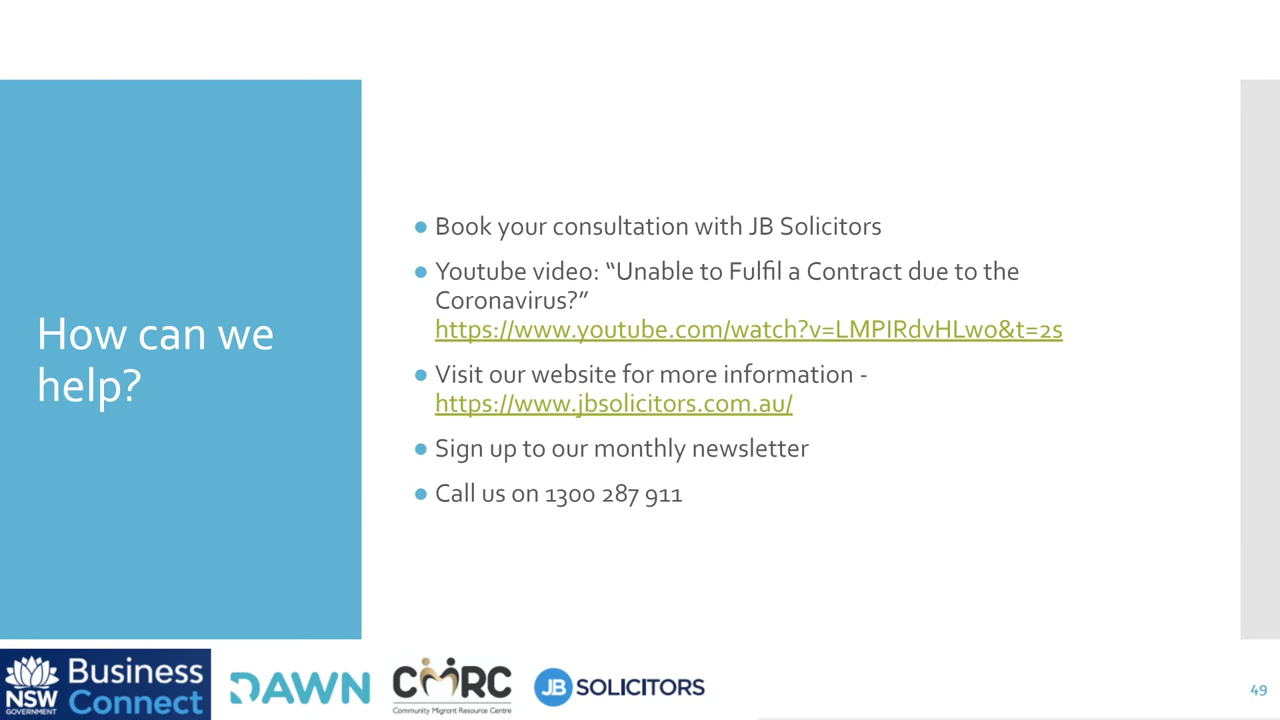 How can we
help?
● Book your consultation with JB Solicitors
● Youtube video: “Unable to Fulfil a Contract due to the
Coronavirus?”
https://www.youtube.com/watch?v=LMPIRdvHLwo&t=2s
● Visit our website for more information -
https://www.jbsolicitors.com.au/
● Sign up to our monthly newsletter
● Call us on 1300 287 911
NSW
GOVERNMENT
Business
Connect
DAWN
CMRC
Community Migrant Resource Centre
JB SOLICITORS
49